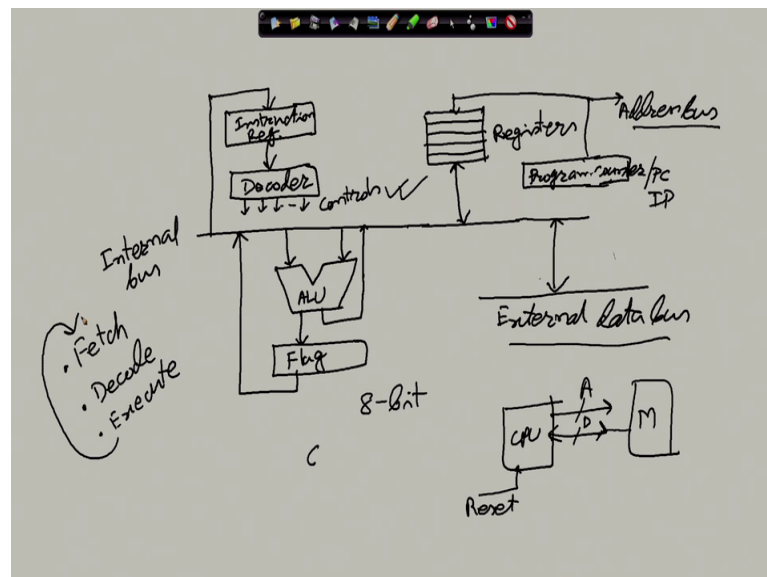 Instruction
Reg.
Decoder
Controls
Registers
Address bus
Program Counter/PC
IP
Internal
bus
ALU
Flag
External data bus
• Fetch
• Decode
• Execute
8-bit
C
CPU
A
D
M
Reset